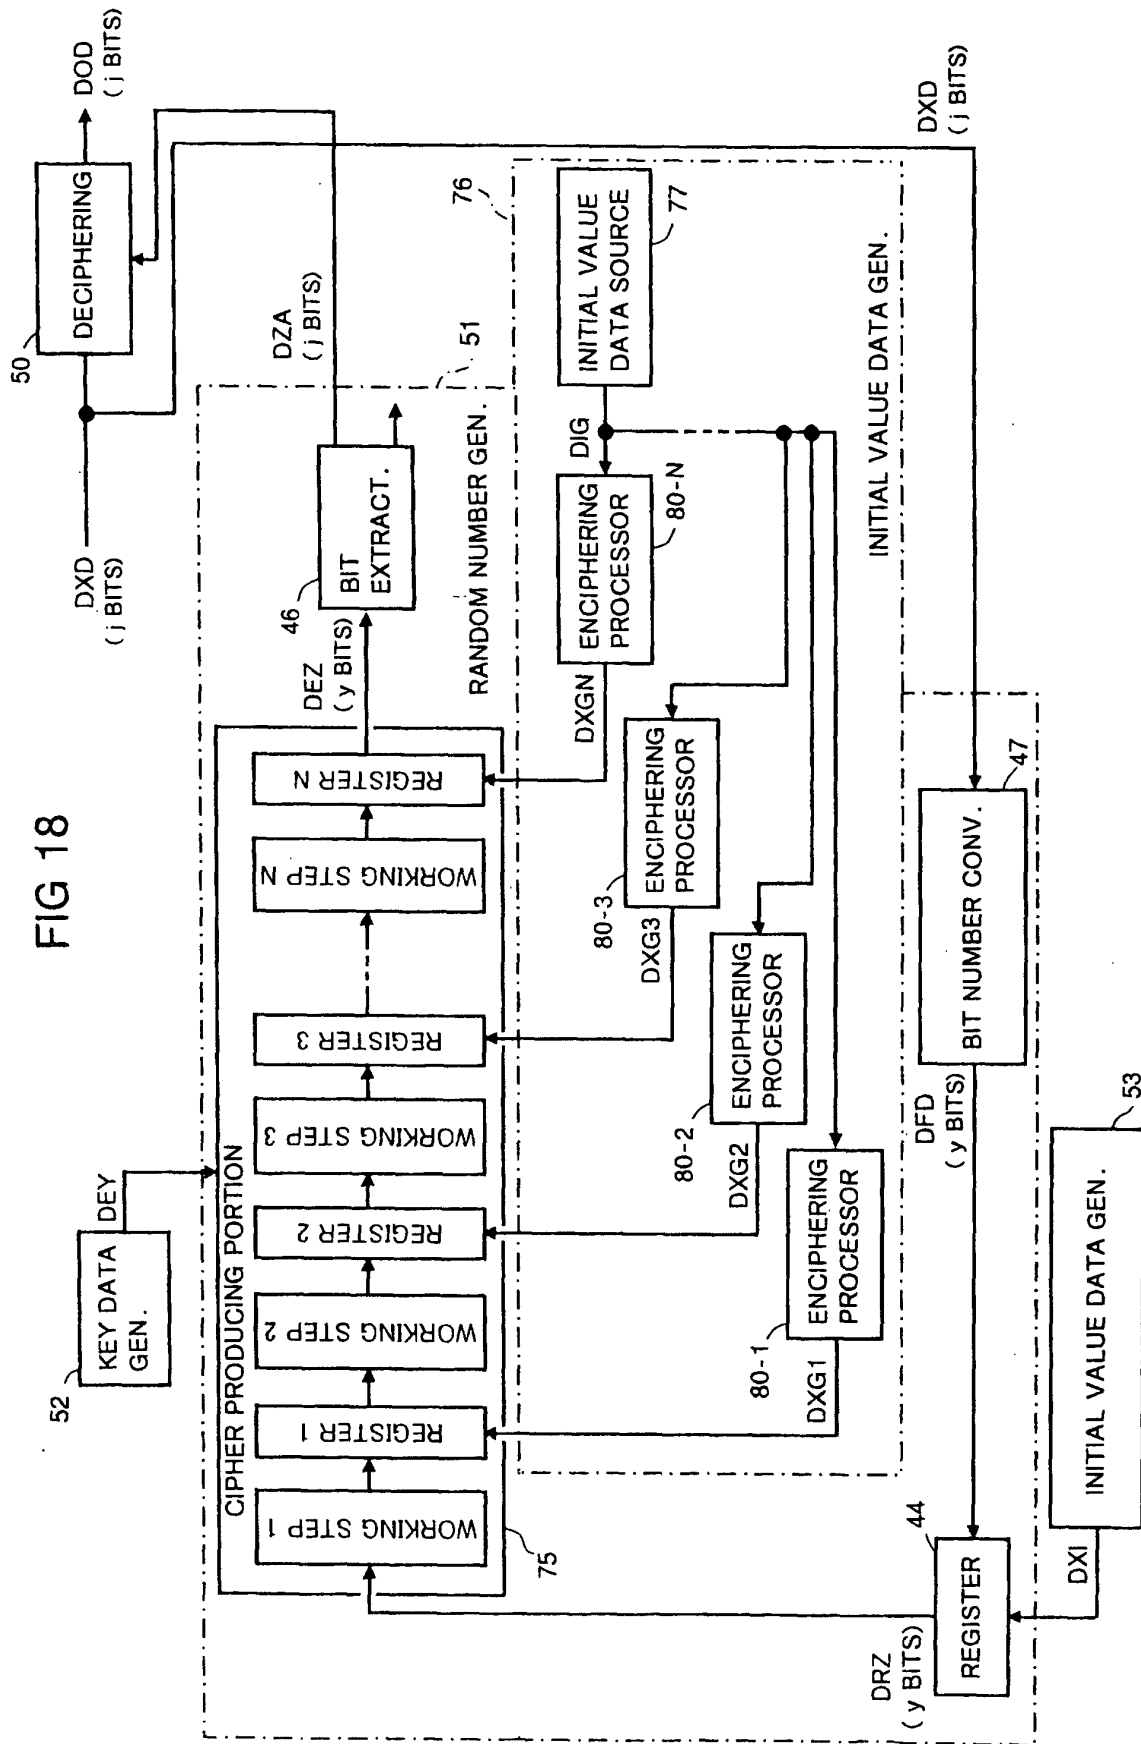 FIG 18
DXD
( j BITS)
50
DECIPHERING
DOD
( j BITS)
52
KEY DATA
GEN.
DEY
CIPHER PRODUCING PORTION
WORKING STEP 1
REGISTER 1
WORKING STEP 2
REGISTER 2
WORKING STEP 3
REGISTER 3
WORKING STEP N
REGISTER N
75
DEZ
( y BITS)
46
BIT
EXTRACT.
DZA
( j BITS)
51
RANDOM NUMBER GEN.
76
DXGN
ENCIPHERING
PROCESSOR
80-N
DIG
INITIAL VALUE
DATA SOURCE
77
80-3
ENCIPHERING
PROCESSOR
DXG3
80-2
ENCIPHERING
PROCESSOR
DXG2
80-1
ENCIPHERING
PROCESSOR
DXG1
INITIAL VALUE DATA GEN.
DXD
( j BITS)
DRZ
( y BITS)
44
REGISTER
DFD
( y BITS)
BIT NUMBER CONV.
47
DXI
INITIAL VALUE DATA GEN.
53